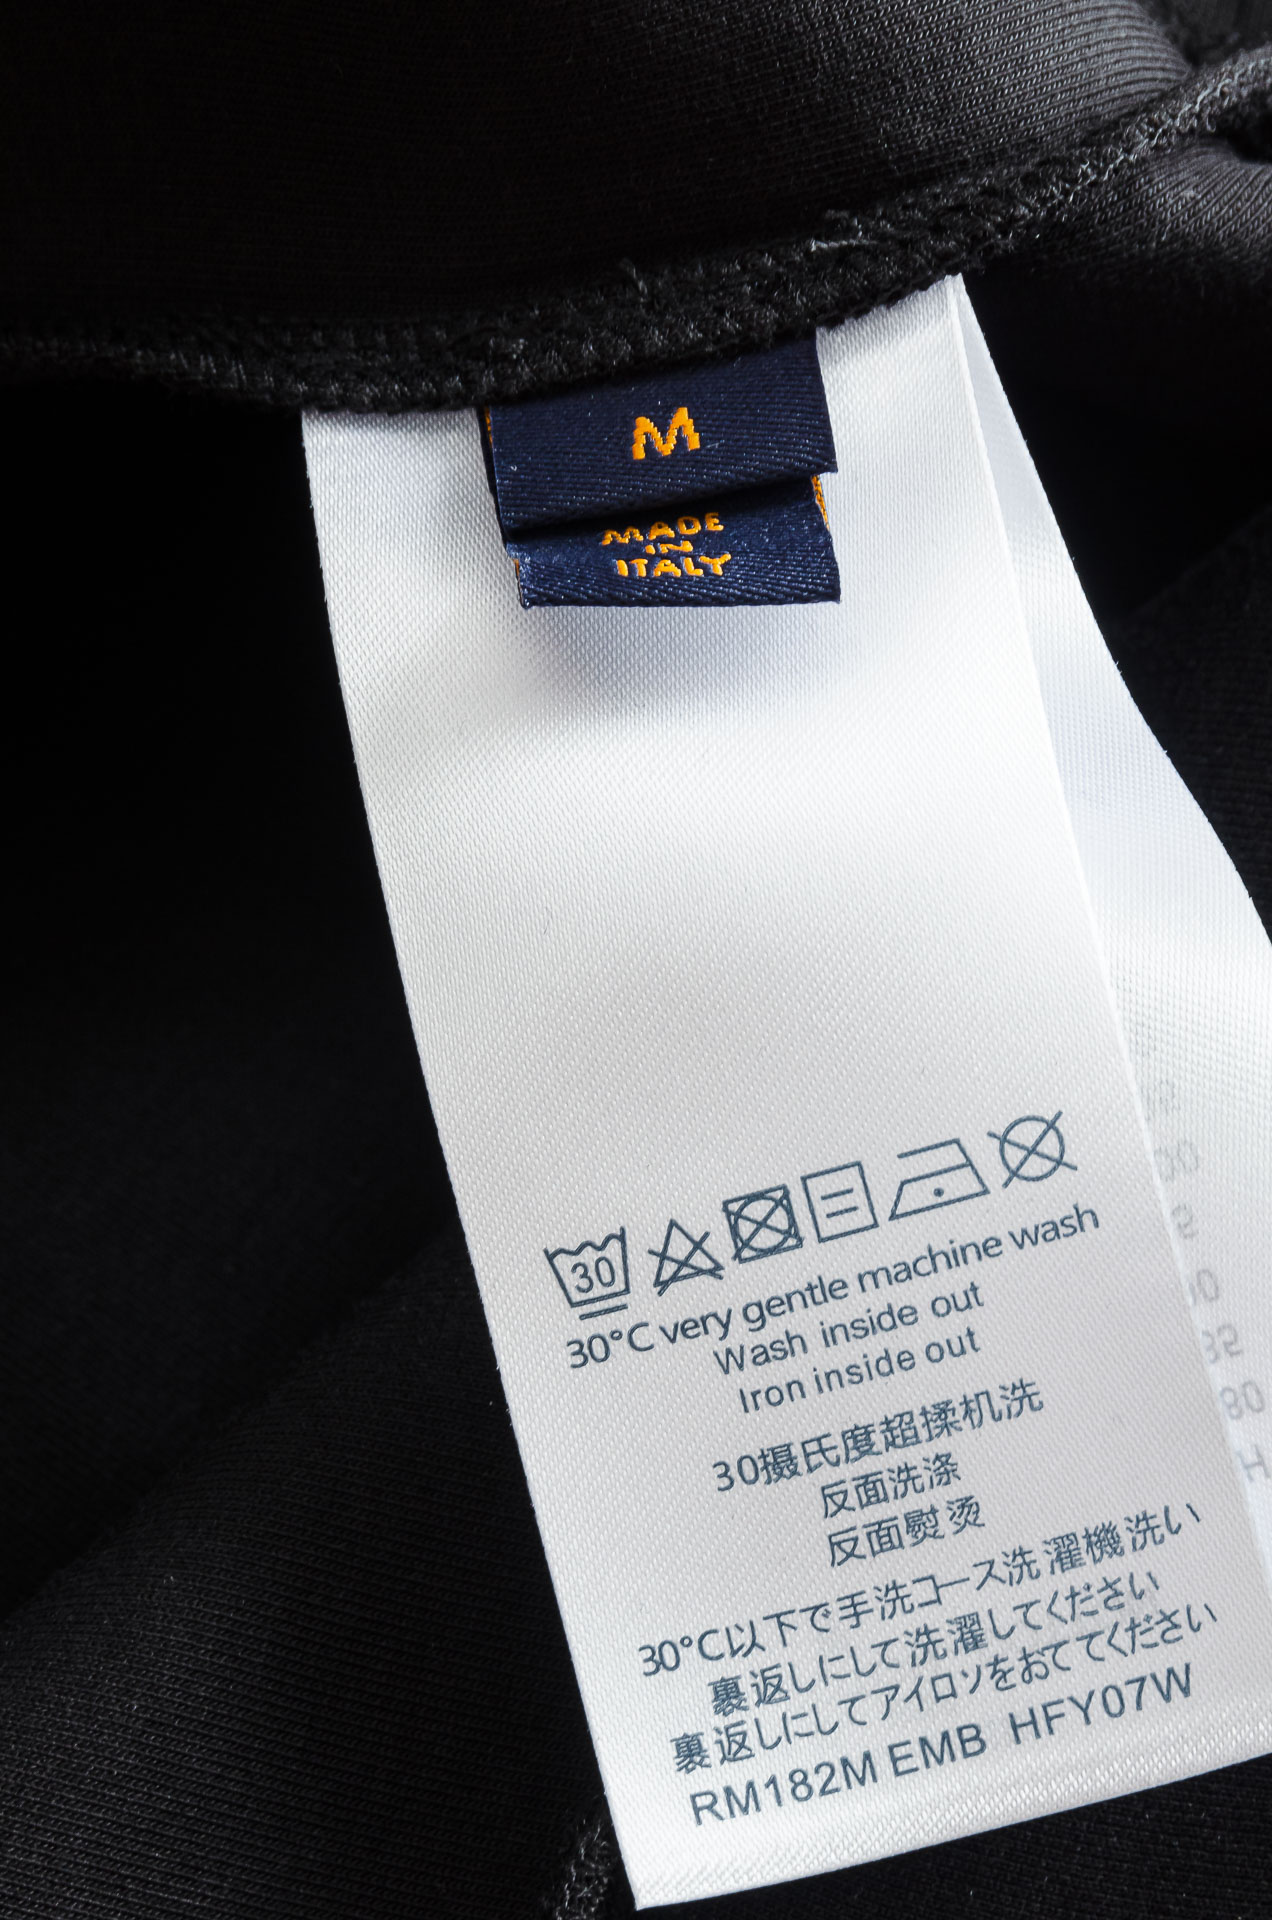 M
MADE
IN
ITALY
30
30°C very gentle machine wash
Wash inside out
Iron inside out
30摄氏度超揉机洗
反面洗涤
反面熨烫
30°C以下で手洗コース洗濯機洗い
裏返しにして洗濯してください
裏返しにしてアイロソをおててください
RM182M EMB HFY07W